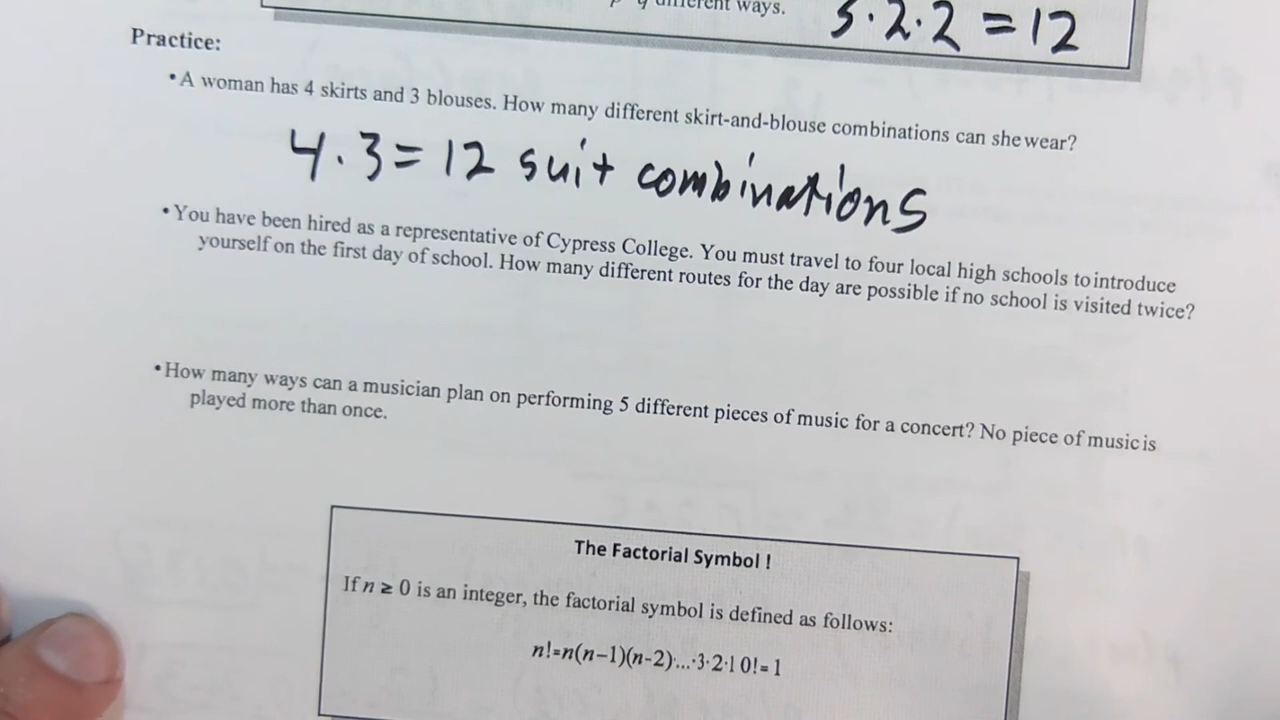 different ways.
3·2·2 = 12
Practice:
•A woman has 4 skirts and 3 blouses. How many different skirt-and-blouse combinations can she wear?
4·3 = 12 suit combinations
•You have been hired as a representative of Cypress College. You must travel to four local high schools to introduce
yourself on the first day of school. How many different routes for the day are possible if no school is visited twice?
•How many ways can a musician plan on performing 5 different pieces of music for a concert? No piece of music is
played more than once.
The Factorial Symbol !
If n ≥ 0 is an integer, the factorial symbol is defined as follows:
n!=n(n−1)(n-2)·...·3·2·1 0!= 1